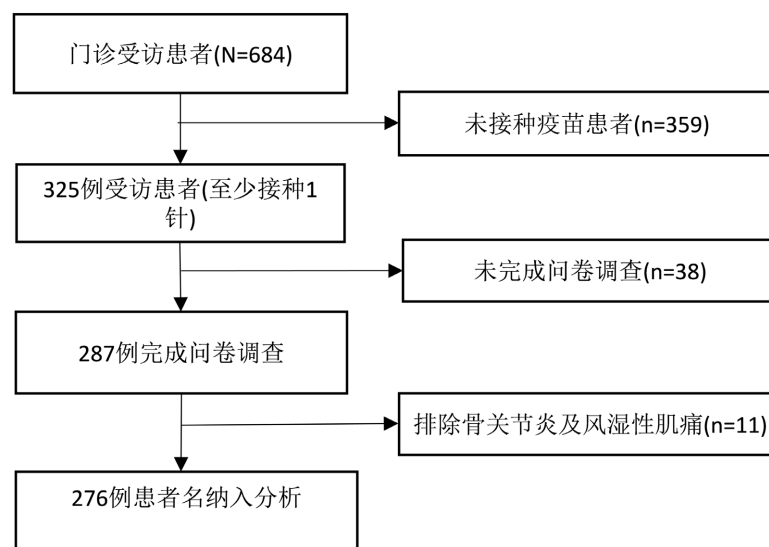 门诊受访患者(N=684)
未接种疫苗患者(n=359)
325例受访患者(至少接种1
针)
未完成问卷调查(n=38)
287例完成问卷调查
排除骨关节炎及风湿性肌痛(n=11)
276例患者名纳入分析